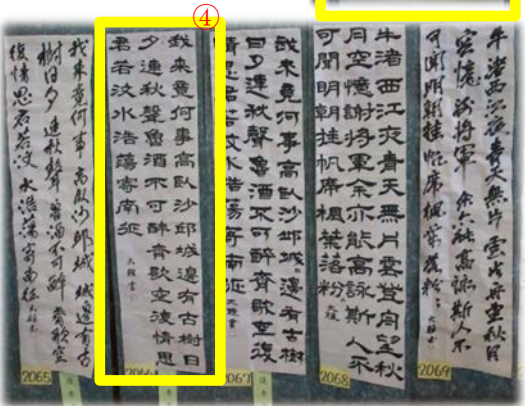 ④
我來竟何事高臥沙邱城城邊有古
樹日夕連秋聲魯酒不可醉齊歌空
復情思君若汶水浩蕩寄南征
2065
我來竟何事高臥沙邱城邊有古樹日
夕連秋聲魯酒不可醉齊歌空復情思
君若汶水浩蕩寄南征
2066
我來竟何事高臥沙邱城邊有古樹
日夕連秋聲魯酒不可醉齊歌空復
情思君若汶水浩蕩寄南征
2067
牛渚西江夜青天無片雲登舟望秋
月空憶謝將軍余亦能高詠斯人不
可聞明朝挂帆席楓葉落紛
2068
牛渚西江夜青天無片雲登舟望秋月
空憶謝將軍余亦能高詠斯人不
可聞明朝挂帆席楓葉落紛
2069